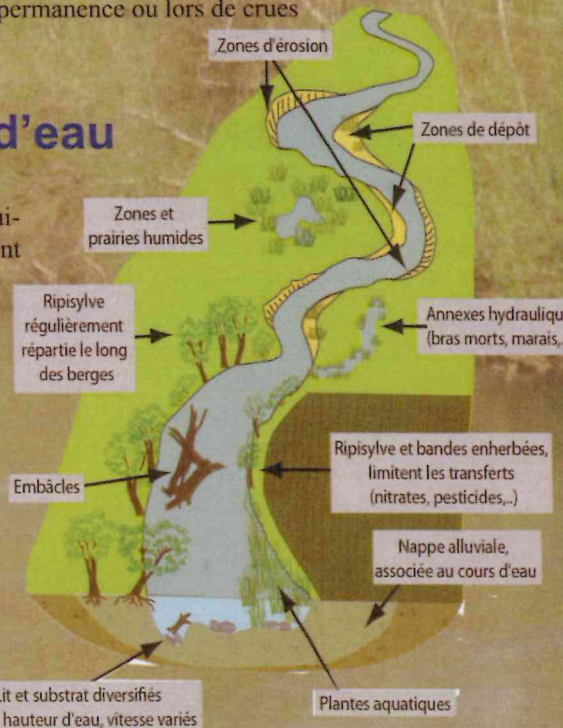 permanence ou lors de crues
d'eau
Zones d'érosion
Zones de dépôt
Zones et
prairies humides
Ripisylve
régulièrement
répartie le long
des berges
Annexes hydrauliqu
(bras morts, marais,.
Embâcles
Ripisylve et bandes enherbées,
limitent les transferts
(nitrates, pesticides,..)
Nappe alluviale,
associée au cours d'eau
Lit et substrat diversifiés
hauteur d'eau, vitesse variés
Plantes aquatiques